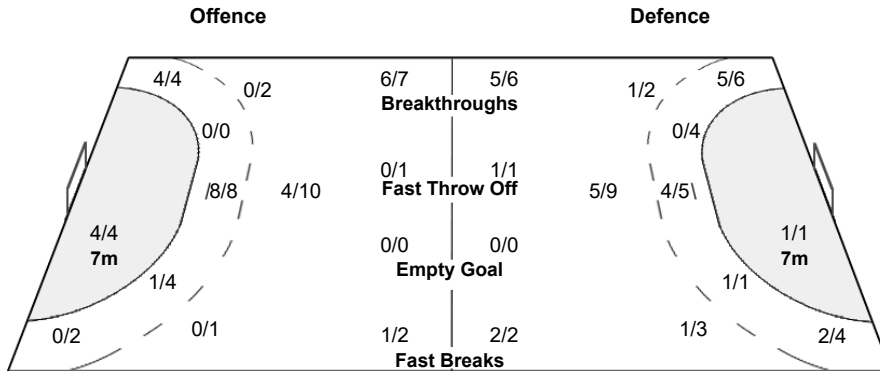 Offence Defence
4/4 0/2 6/7 5/6 1/2 5/6
Breakthroughs
0/0 0/4
0/1 1/1
Fast Throw Off
8/8 4/10 5/9 4/5
4/4 1/1
7m 7m
0/0 0/0
Empty Goal
1/4 1/1
0/2 0/1 1/2 2/2 1/3 2/4
Fast Breaks